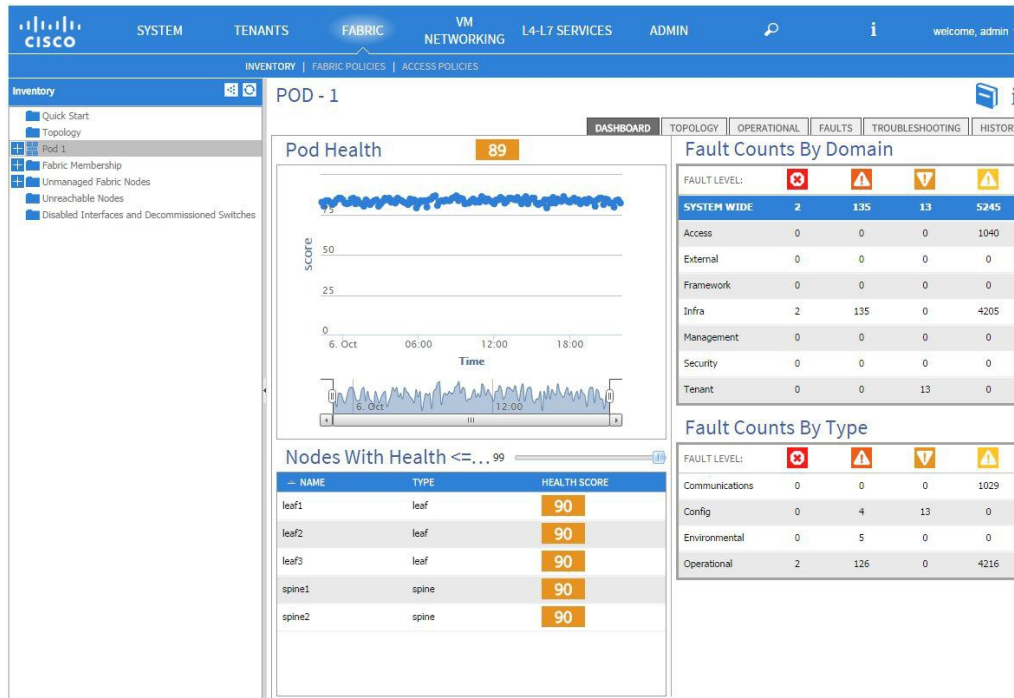 CISCO
SYSTEM TENANTS FABRIC VM NETWORKING L4-L7 SERVICES ADMIN i welcome, admin
INVENTORY | FABRIC POLICIES | ACCESS POLICIES
Inventory
Quick Start
Topology
Pod 1
Fabric Membership
Unmanaged Fabric Nodes
Unreachable Nodes
Disabled Interfaces and Decommissioned Switches
POD - 1
i
DASHBOARD TOPOLOGY OPERATIONAL FAULTS TROUBLESHOOTING HISTOR
Pod Health 89
75
50
25
0
score
6. Oct 06:00 12:00 18:00
Time
6. Oct 12:00
Nodes With Health <=... 99
NAME TYPE HEALTH SCORE
leaf1 leaf 90
leaf2 leaf 90
leaf3 leaf 90
spine1 spine 90
spine2 spine 90
Fault Counts By Domain
FAULT LEVEL:
SYSTEM WIDE 2 135 13 5245
Access 0 0 0 1040
External 0 0 0 0
Framework 0 0 0 0
Infra 2 135 0 4205
Management 0 0 0 0
Security 0 0 0 0
Tenant 0 0 13 0
Fault Counts By Type
FAULT LEVEL:
Communications 0 0 0 1029
Config 0 4 13 0
Environmental 0 5 0 0
Operational 2 126 0 4216